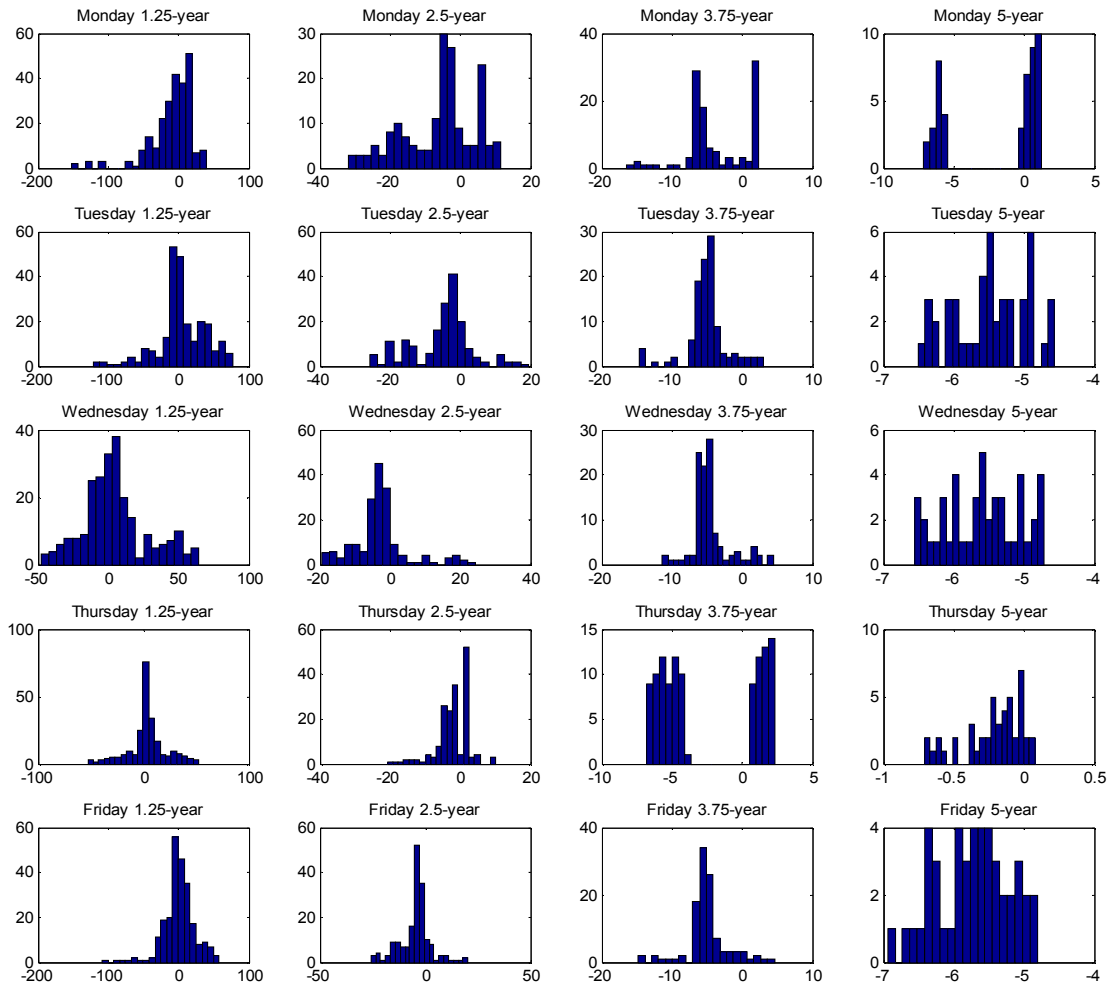 Monday 1.25-year Monday 2.5-year Monday 3.75-year Monday 5-year
60 30 40 10
40 20
20 5
20 10
0 0 0 0
-200 -100 0 100 -40 -20 0 20 -20 -10 0 10 -10 -5 0 5
Tuesday 1.25-year Tuesday 2.5-year Tuesday 3.75-year Tuesday 5-year
60 60 30 6
40 40 20 4
20 20 10 2
0 0 0 0
-200 -100 0 100 -40 -20 0 20 -20 -10 0 10 -7 -6 -5 -4
Wednesday 1.25-year Wednesday 2.5-year Wednesday 3.75-year Wednesday 5-year
40 60 30 6
40 20 4
20
20 10 2
0 0 0 0
-50 0 50 100 -20 0 20 40 -20 -10 0 10 -7 -6 -5 -4
Thursday 1.25-year Thursday 2.5-year Thursday 3.75-year Thursday 5-year
100 60 15 10
40 10
50 5
20 5
0 0 0 0
-100 0 100 -40 -20 0 20 -10 -5 0 5 -1 -0.5 0 0.5
Friday 1.25-year Friday 2.5-year Friday 3.75-year Friday 5-year
60 60 40 4
40 40
20 2
20 20
0 0 0 0
-200 -100 0 100 -50 0 50 -20 -10 0 10 -7 -6 -5 -4